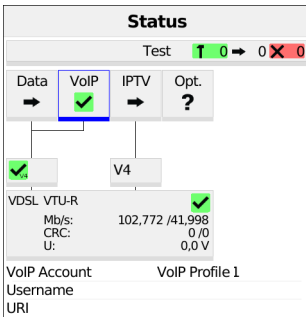 Status
Test 0 0 0
Data VoIP IPTV Opt.
?
V4 V4
VDSL VTU-R
Mb/s: 102,772 /41,998
CRC: 0 /0
U: 0,0 V
VoIP Account VoIP Profile 1
Username
URI